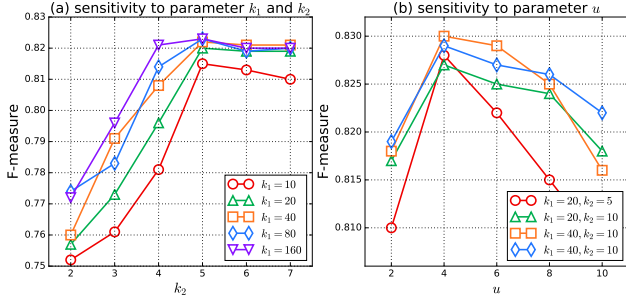 (a) sensitivity to parameter k₁ and k₂
F-measure
0.83
0.82
0.81
0.80
0.79
0.78
0.77
0.76
0.75
2 3 4 5 6 7
k₂
k₁ = 10
k₁ = 20
k₁ = 40
k₁ = 80
k₁ = 160
(b) sensitivity to parameter u
F-measure
0.830
0.825
0.820
0.815
0.810
2 4 6 8 10
u
k₁ = 20, k₂ = 5
k₁ = 20, k₂ = 10
k₁ = 40, k₂ = 10
k₁ = 40, k₂ = 10